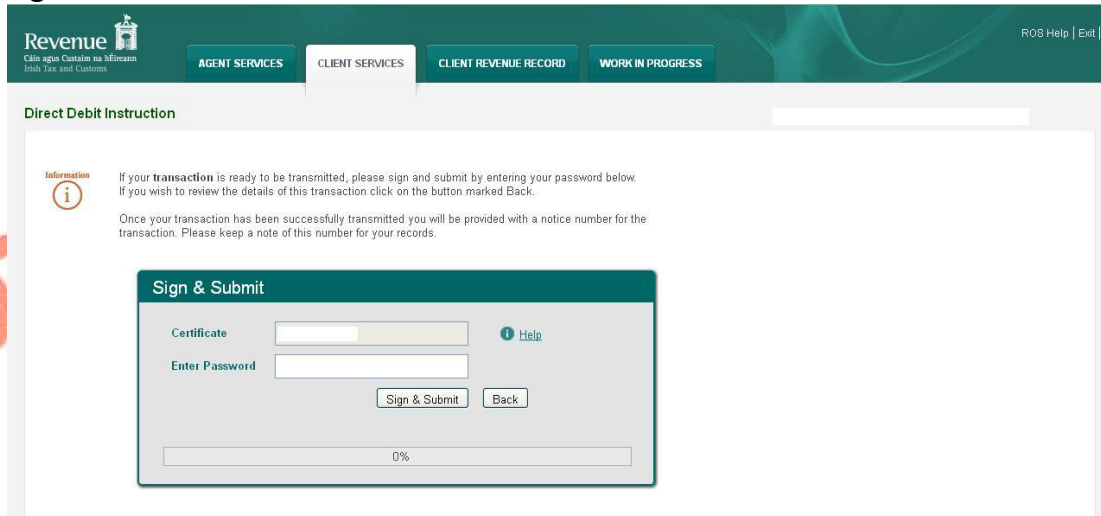 Revenue
Cáin agus Custaim na hÉireann
Irish Tax and Customs
ROS Help | Exit |
AGENT SERVICES
CLIENT SERVICES
CLIENT REVENUE RECORD
WORK IN PROGRESS
Direct Debit Instruction
Information
i
If your transaction is ready to be transmitted, please sign and submit by entering your password below.
If you wish to review the details of this transaction click on the button marked Back.
Once your transaction has been successfully transmitted you will be provided with a notice number for the
transaction. Please keep a note of this number for your records.
Sign & Submit
Certificate
i Help
Enter Password
Sign & Submit
Back
0%